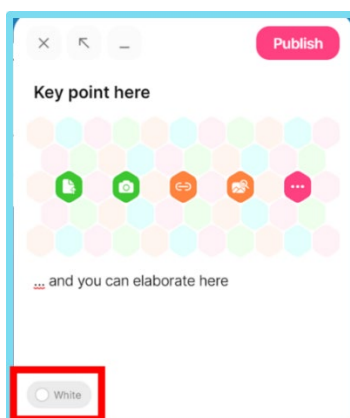 Publish
Key point here
... and you can elaborate here
White